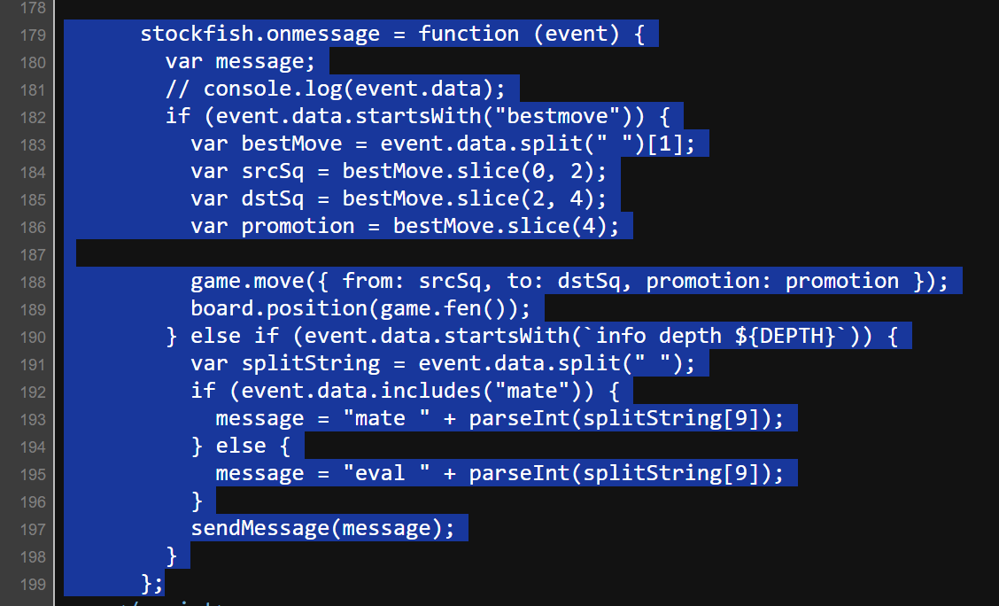 178
179 stockfish.onmessage = function (event) {
180 var message;
181 // console.log(event.data);
182 if (event.data.startsWith("bestmove")) {
183 var bestMove = event.data.split(" ")[1];
184 var srcSq = bestMove.slice(0, 2);
185 var dstSq = bestMove.slice(2, 4);
186 var promotion = bestMove.slice(4);
187
188 game.move({ from: srcSq, to: dstSq, promotion: promotion });
189 board.position(game.fen());
190 } else if (event.data.startsWith(`info depth ${DEPTH}`)) {
191 var splitString = event.data.split(" ");
192 if (event.data.includes("mate")) {
193 message = "mate " + parseInt(splitString[9]);
194 } else {
195 message = "eval " + parseInt(splitString[9]);
196 }
197 sendMessage(message);
198 }
199 };